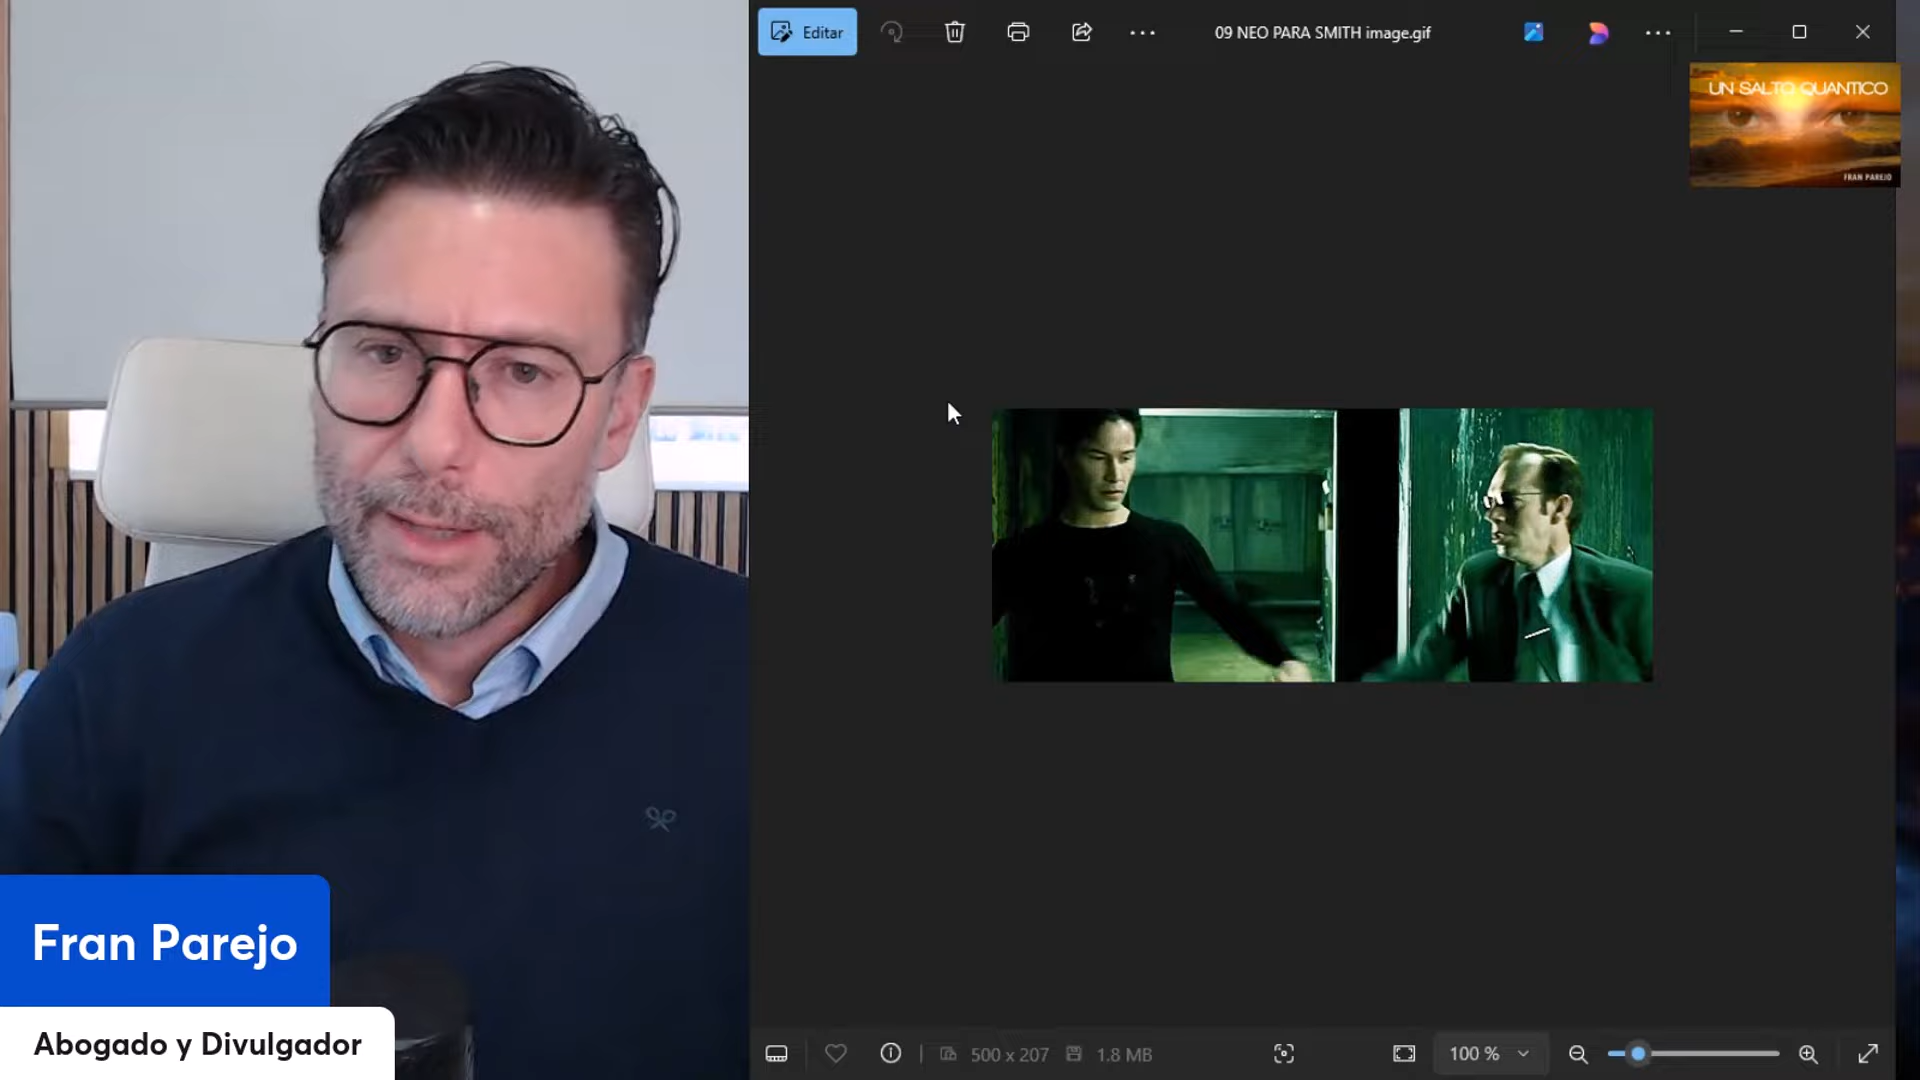 Editar
09 NEO PARA SMITH image.gif
UN SALTO QUANTICO
FRAN PAREJO
Fran Parejo
Abogado y Divulgador
500 x 207
1.8 MB
100 %